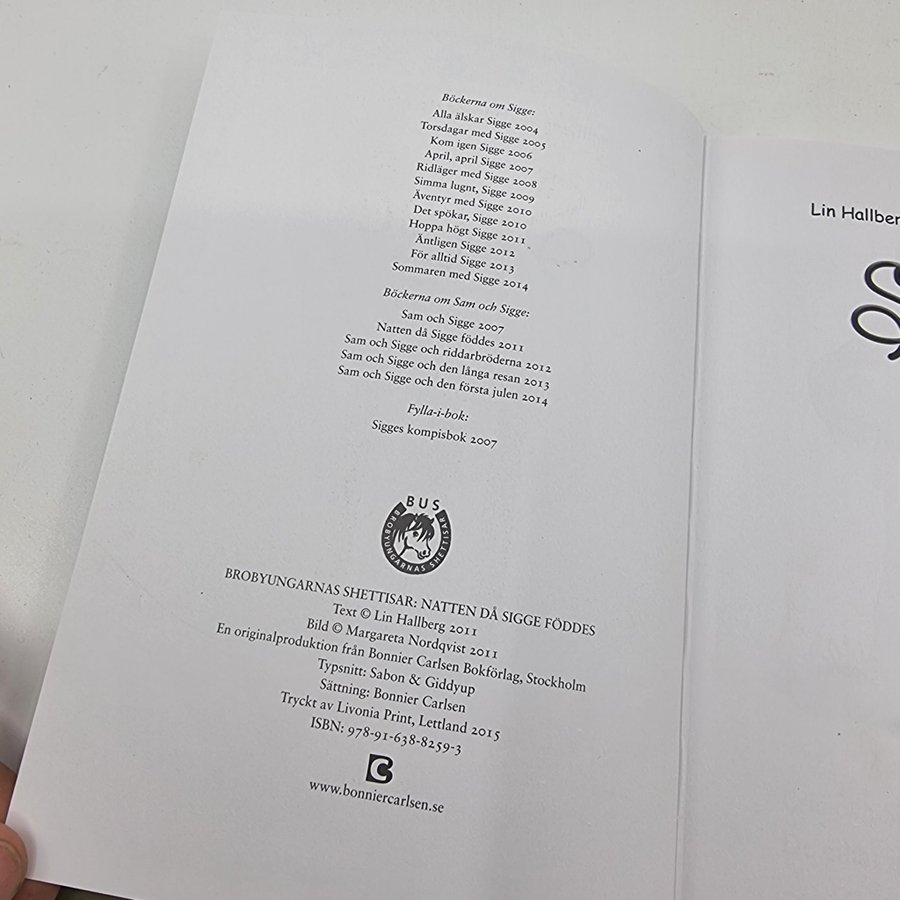 Böckerna om Sigge:
Alla älskar Sigge 2004
Torsdagar med Sigge 2005
Kom igen Sigge 2006
April, april Sigge 2007
Ridläger med Sigge 2008
Simma lugnt, Sigge 2009
Äventyr med Sigge 2010
Det spökar, Sigge 2010
Hoppa högt Sigge 2011
Äntligen Sigge 2012
För alltid Sigge 2013
Sommaren med Sigge 2014
Böckerna om Sam och Sigge:
Sam och Sigge 2007
Natten då Sigge föddes 2011
Sam och Sigge och riddarbröderna 2012
Sam och Sigge och den långa resan 2013
Sam och Sigge och den första julen 2014
Fylla-i-bok:
Sigges kompisbok 2007
BUS
BROBYUNGARNAS SHETTISAR
BROBYUNGARNAS SHETTISAR: NATTEN DÅ SIGGE FÖDDES
Text © Lin Hallberg 2011
Bild © Margareta Nordqvist 2011
En originalproduktion från Bonnier Carlsen Bokförlag, Stockholm
Typsnitt: Sabon & Giddyup
Sättning: Bonnier Carlsen
Tryckt av Livonia Print, Lettland 2015
ISBN: 978-91-638-8259-3
BC
www.bonniercarlsen.se
Lin Hallber